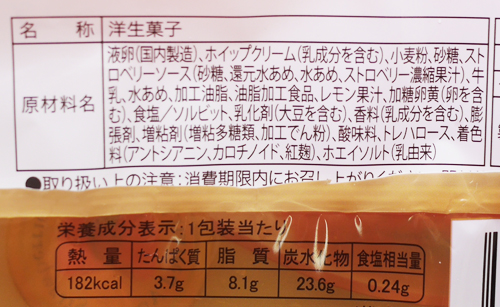 名 称 洋生菓子
原材料名 液卵(国内製造)、ホイップクリーム(乳成分を含む)、小麦粉、砂糖、スト
ロベリーソース(砂糖、還元水あめ、水あめ、ストロベリー濃縮果汁)、牛
乳、水あめ、加工油脂、油脂加工食品、レモン果汁、加糖卵黄(卵を含
む)、食塩／ソルビット、乳化剤(大豆を含む)、香料(乳成分を含む)、膨
張剤、増粘剤(増粘多糖類、加工でん粉)、酸味料、トレハロース、着色
料(アントシアニン、カロチノイド、紅麹)、ホエイソルト(乳由来)
●取り扱い上の注意:消費期限内にお召し上がりください
栄養成分表示:1包装当たり
熱 量 たんぱく質 脂 質 炭水化物 食塩相当量
182kcal 3.7g 8.1g 23.6g 0.24g